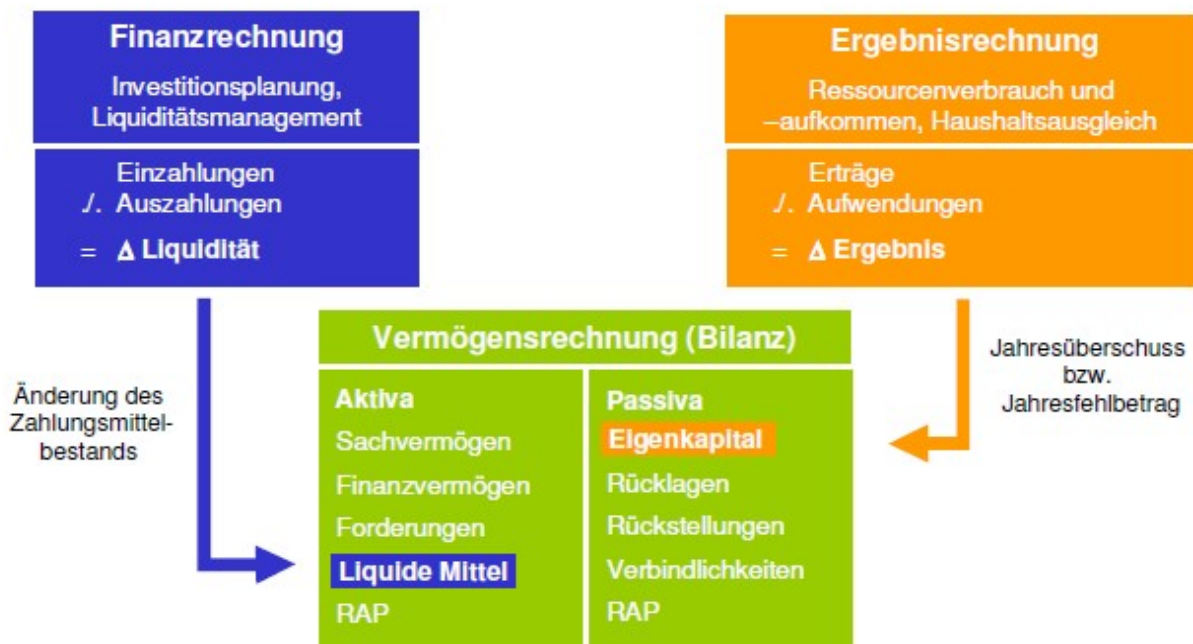 Finanzrechnung
Investitionsplanung,
Liquiditätsmanagement
Einzahlungen
./. Auszahlungen
= Δ Liquidität
Ergebnisrechnung
Ressourcenverbrauch und
–aufkommen, Haushaltsausgleich
Erträge
./. Aufwendungen
= Δ Ergebnis
Änderung des
Zahlungsmittel-
bestands
Vermögensrechnung (Bilanz)
Aktiva
Sachvermögen
Finanzvermögen
Forderungen
Liquide Mittel
RAP
Passiva
Eigenkapital
Rücklagen
Rückstellungen
Verbindlichkeiten
RAP
Jahresüberschuss
bzw.
Jahresfehlbetrag